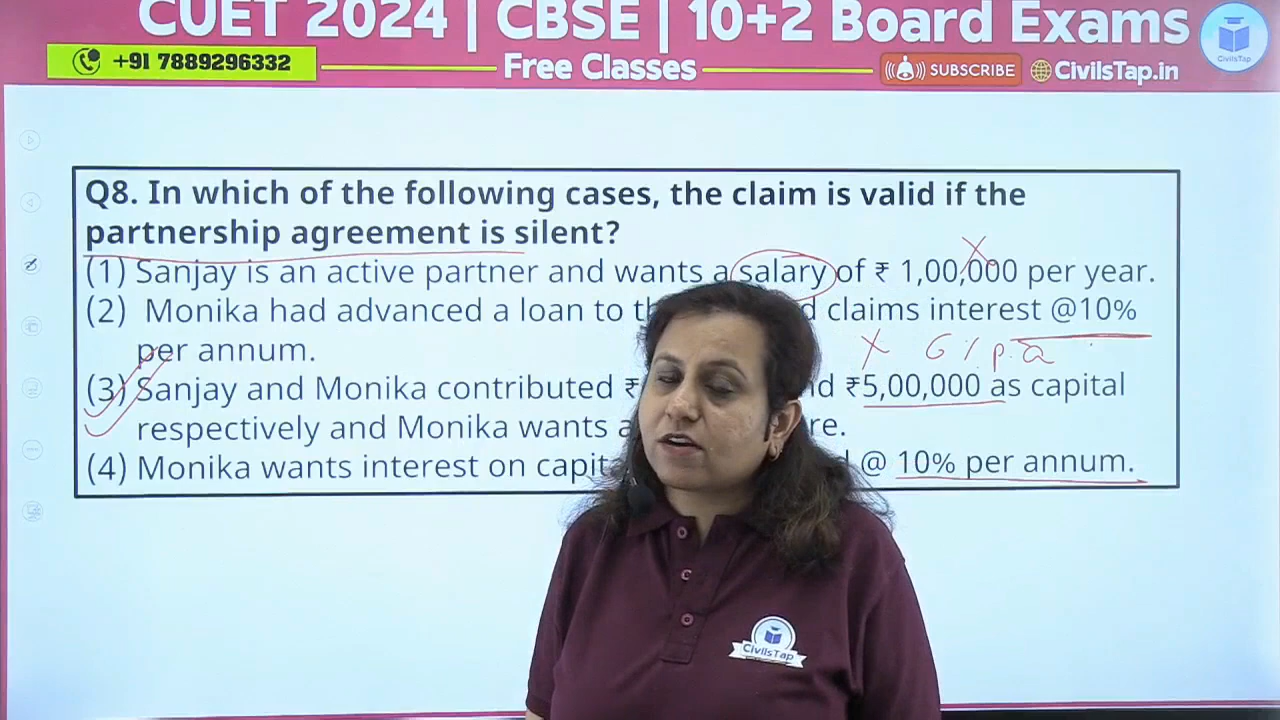 CUET 2024 | CBSE | 10+2 Board Exams
+91 7889296332
Free Classes
SUBSCRIBE
CivilsTap.in
CivilsTap
Q8. In which of the following cases, the claim is valid if the
partnership agreement is silent?
(1) Sanjay is an active partner and wants a salary of ₹ 1,00,000 per year.
(2) Monika had advanced a loan to claims interest @10%
per annum.
X 6 % p.a
(3) Sanjay and Monika contributed ₹ ₹5,00,000 as capital
respectively and Monika wants
(4) Monika wants interest on @ 10% per annum.
CivilsTap